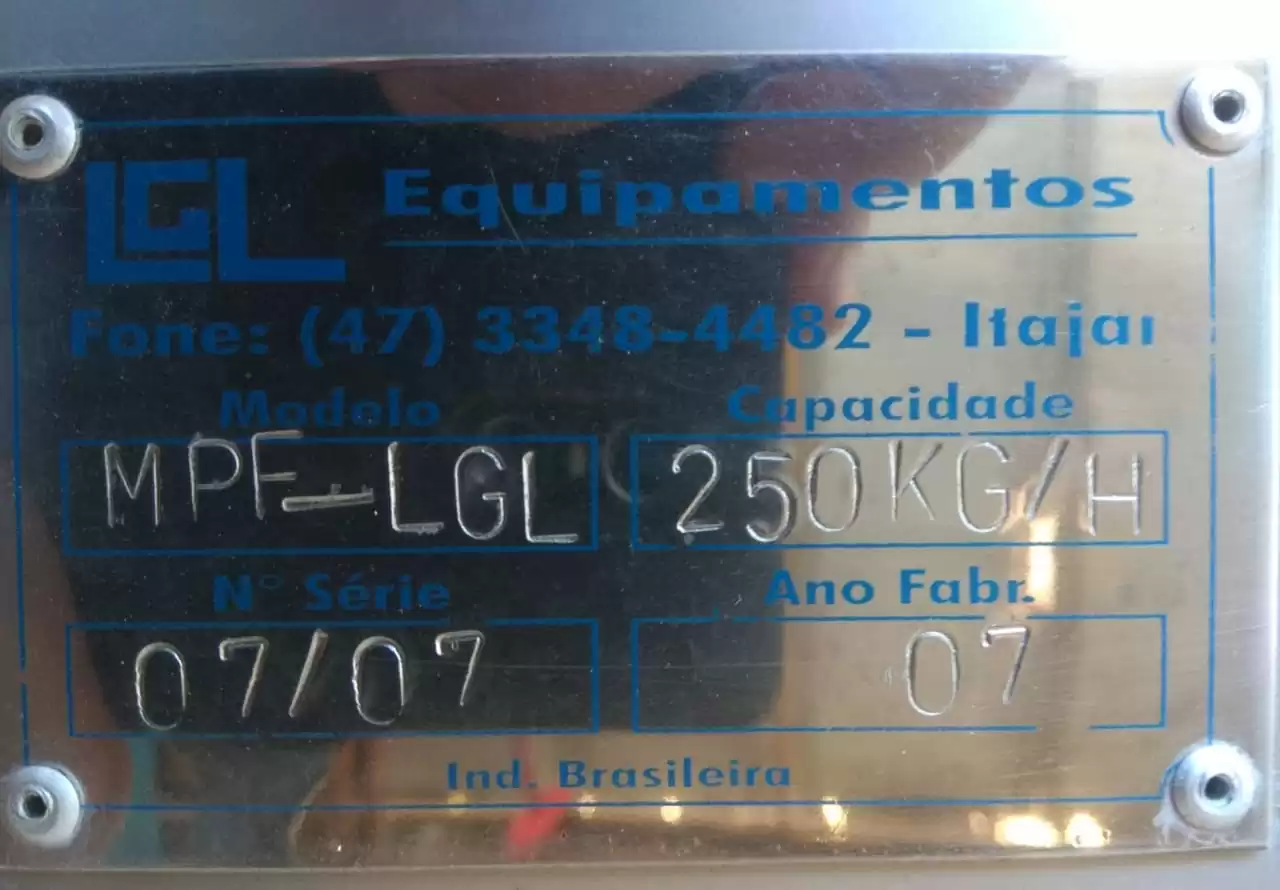 LGL Equipamentos
Fone: (47) 3348-4482 - Itajaí
Modelo Capacidade
MPF-LGL 250KG/H
N° Série Ano Fabr.
07/07 07
Ind. Brasileira